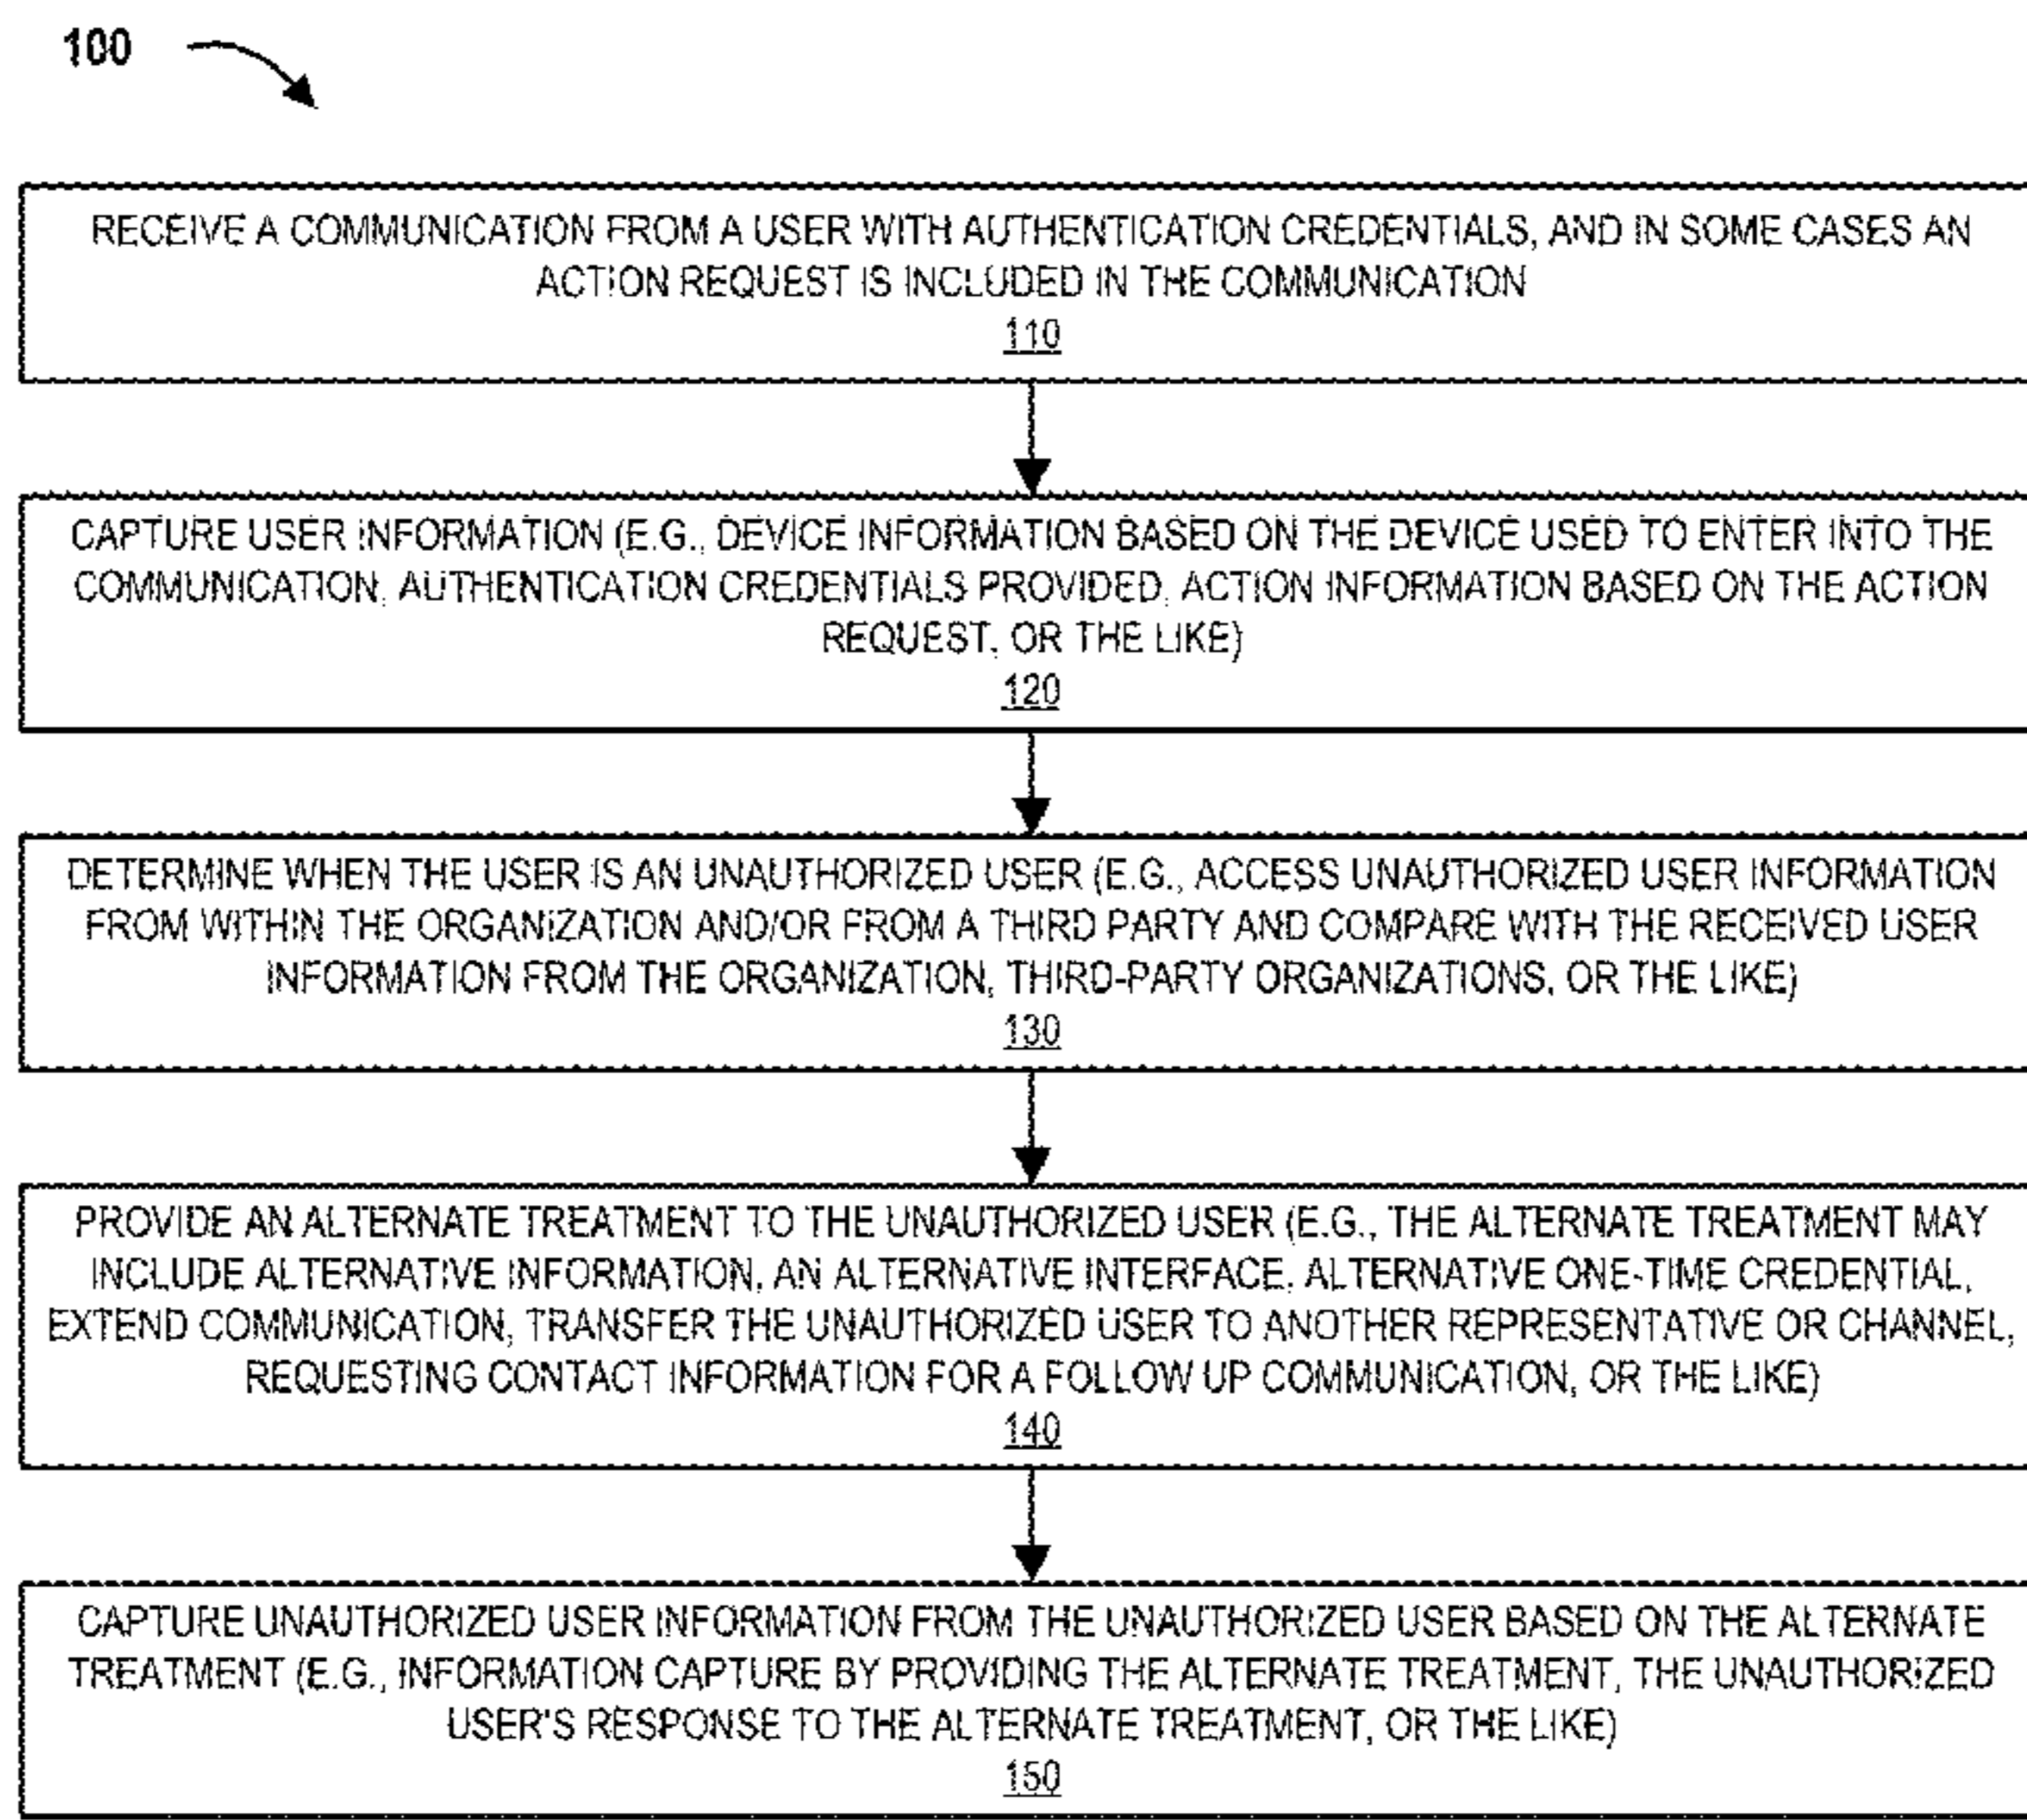 100
RECEIVE A COMMUNICATION FROM A USER WITH AUTHENTICATION CREDENTIALS, AND IN SOME CASES AN
ACTION REQUEST IS INCLUDED IN THE COMMUNICATION
110
CAPTURE USER INFORMATION (E.G., DEVICE INFORMATION BASED ON THE DEVICE USED TO ENTER INTO THE
COMMUNICATION, AUTHENTICATION CREDENTIALS PROVIDED, ACTION INFORMATION BASED ON THE ACTION
REQUEST, OR THE LIKE)
120
DETERMINE WHEN THE USER IS AN UNAUTHORIZED USER (E.G., ACCESS UNAUTHORIZED USER INFORMATION
FROM WITHIN THE ORGANIZATION AND/OR FROM A THIRD PARTY AND COMPARE WITH THE RECEIVED USER
INFORMATION FROM THE ORGANIZATION, THIRD-PARTY ORGANIZATIONS, OR THE LIKE)
130
PROVIDE AN ALTERNATE TREATMENT TO THE UNAUTHORIZED USER (E.G., THE ALTERNATE TREATMENT MAY
INCLUDE ALTERNATIVE INFORMATION, AN ALTERNATIVE INTERFACE, ALTERNATIVE ONE-TIME CREDENTIAL,
EXTEND COMMUNICATION, TRANSFER THE UNAUTHORIZED USER TO ANOTHER REPRESENTATIVE OR CHANNEL,
REQUESTING CONTACT INFORMATION FOR A FOLLOW UP COMMUNICATION, OR THE LIKE)
140
CAPTURE UNAUTHORIZED USER INFORMATION FROM THE UNAUTHORIZED USER BASED ON THE ALTERNATE
TREATMENT (E.G., INFORMATION CAPTURE BY PROVIDING THE ALTERNATE TREATMENT, THE UNAUTHORIZED
USER'S RESPONSE TO THE ALTERNATE TREATMENT, OR THE LIKE)
150